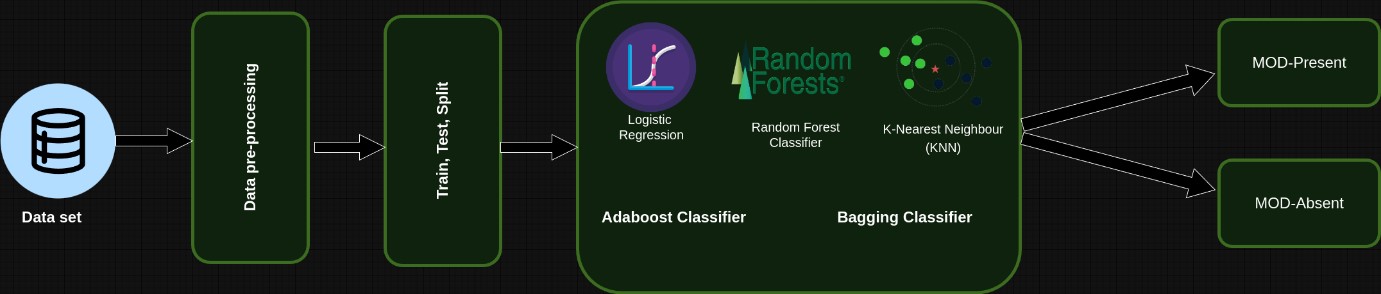 Data set
Data pre-processing
Train, Test, Split
Logistic
Regression
Random
Forests
Random Forest
Classifier
K-Nearest Neighbour
(KNN)
Adaboost Classifier
Bagging Classifier
MOD-Present
MOD-Absent